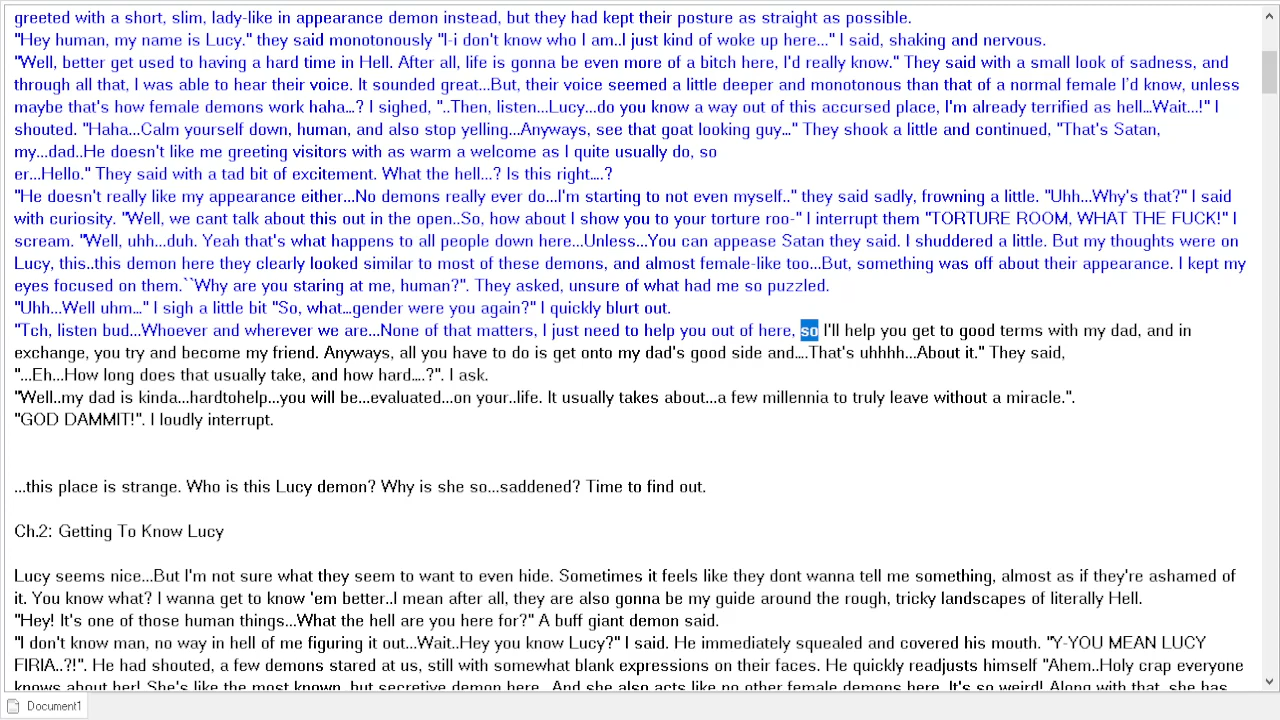 greeted with a short, slim, lady-like in appearance demon instead, but they had kept their posture as straight as possible.
"Hey human, my name is Lucy." they said monotonously "I-i don't know who I am..I just kind of woke up here..." I said, shaking and nervous.
"Well, better get used to having a hard time in Hell. After all, life is gonna be even more of a bitch here, I'd really know." They said with a small look of sadness, and
through all that, I was able to hear their voice. It sounded great...But, their voice seemed a little deeper and monotonous than that of a normal female I'd know, unless
maybe that's how female demons work haha...? I sighed, "..Then, listen...Lucy...do you know a way out of this accursed place, I'm already terrified as hell...Wait...!" I
shouted. "Haha...Calm yourself down, human, and also stop yelling...Anyways, see that goat looking guy..." They shook a little and continued, "That's Satan,
my...dad..He doesn't like me greeting visitors with as warm a welcome as I quite usually do, so
er...Hello." They said with a tad bit of excitement. What the hell...? Is this right....?
"He doesn't really like my appearance either...No demons really ever do...I'm starting to not even myself.." they said sadly, frowning a little. "Uhh...Why's that?" I said
with curiosity. "Well, we cant talk about this out in the open..So, how about I show you to your torture roo-" I interrupt them "TORTURE ROOM, WHAT THE FUCK!" I
scream. "Well, uhh...duh. Yeah that's what happens to all people down here...Unless...You can appease Satan they said. I shuddered a little. But my thoughts were on
Lucy, this..this demon here they clearly looked similar to most of these demons, and almost female-like too...But, something was off about their appearance. I kept my
eyes focused on them.``Why are you staring at me, human?". They asked, unsure of what had me so puzzled.
"Uhh...Well uhm..." I sigh a little bit "So, what...gender were you again?" I quickly blurt out.
"Tch, listen bud...Whoever and wherever we are...None of that matters, I just need to help you out of here, so I'll help you get to good terms with my dad, and in
exchange, you try and become my friend. Anyways, all you have to do is get onto my dad's good side and....That's uhhhh...About it." They said,
"...Eh...How long does that usually take, and how hard....?". I ask.
"Well..my dad is kinda...hardtohelp...you will be...evaluated...on your..life. It usually takes about...a few millennia to truly leave without a miracle.".
"GOD DAMMIT!". I loudly interrupt.
...this place is strange. Who is this Lucy demon? Why is she so...saddened? Time to find out.
Ch.2: Getting To Know Lucy
Lucy seems nice...But I'm not sure what they seem to want to even hide. Sometimes it feels like they dont wanna tell me something, almost as if they're ashamed of
it. You know what? I wanna get to know 'em better..I mean after all, they are also gonna be my guide around the rough, tricky landscapes of literally Hell.
"Hey! It's one of those human things...What the hell are you here for?" A buff giant demon said.
"I don't know man, no way in hell of me figuring it out...Wait..Hey you know Lucy?" I said. He immediately squealed and covered his mouth. "Y-YOU MEAN LUCY
FIRIA..?!". He had shouted, a few demons stared at us, still with somewhat blank expressions on their faces. He quickly readjusts himself "Ahem..Holy crap everyone
knows about her! She's like the most known, but secretive demon here...And she also acts like no other female demons here. It's so weird! Along with that, she has
Document1